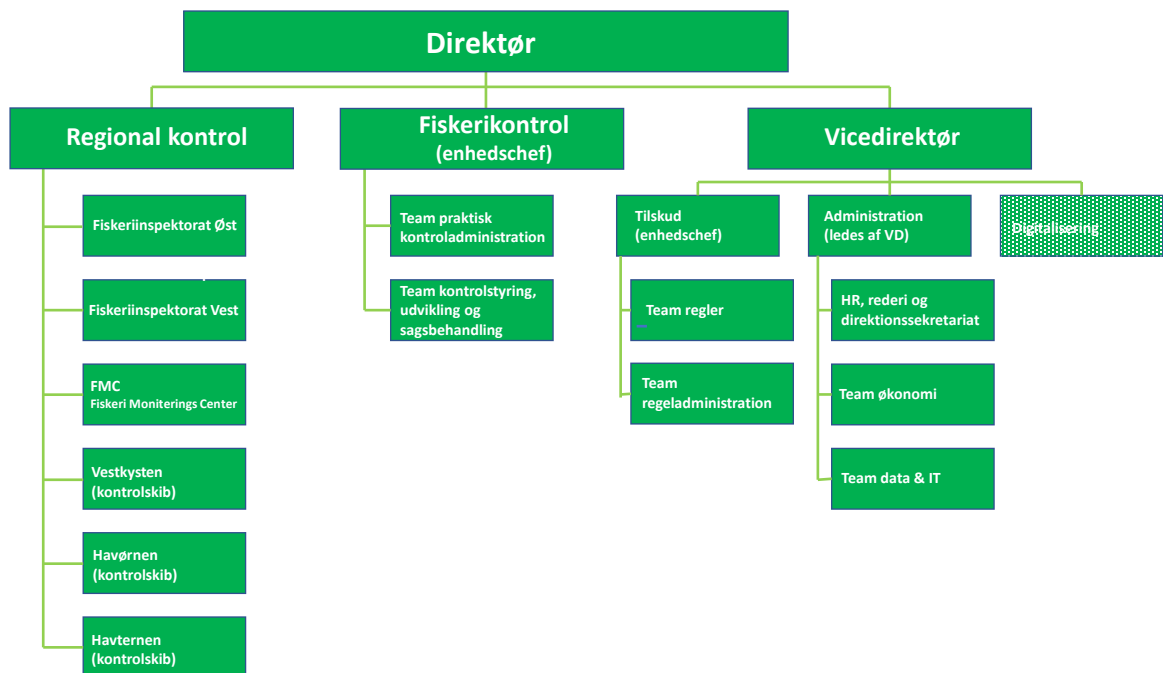 Direktør
Regional kontrol
Fiskeriinspektorat Øst
Fiskeriinspektorat Vest
FMC
Fiskeri Moniterings Center
Vestkysten
(kontrolskib)
Havørnen
(kontrolskib)
Havternen
(kontrolskib)
Fiskerikontrol
(enhedschef)
Team praktisk
kontroladministration
Team kontrolstyring,
udvikling og
sagsbehandling
Vicedirektør
Tilskud
(enhedschef)
Team regler
Team
regeladministration
Administration
(ledes af VD)
HR, rederi og
direktionssekretariat
Team økonomi
Team data & IT
Digitalisering